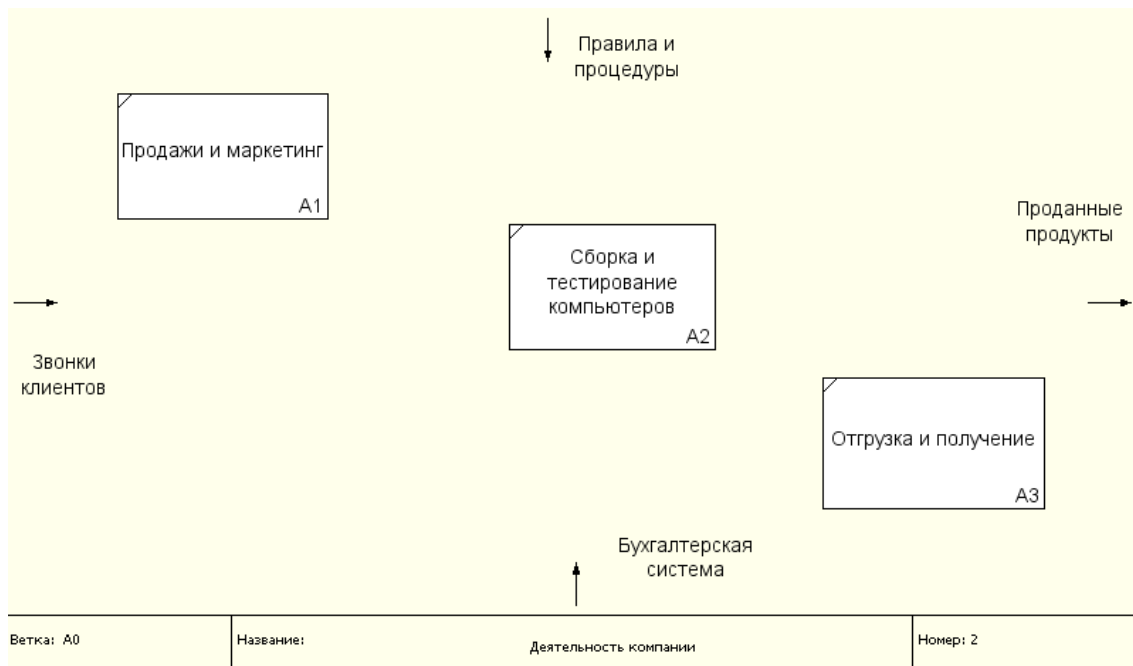 Правила и
процедуры
Продажи и маркетинг
A1
Проданные
продукты
Сборка и
тестирование
компьютеров
A2
Звонки
клиентов
Отгрузка и получение
A3
Бухгалтерская
система
Ветка: A0
Название:
Деятельность компании
Номер: 2